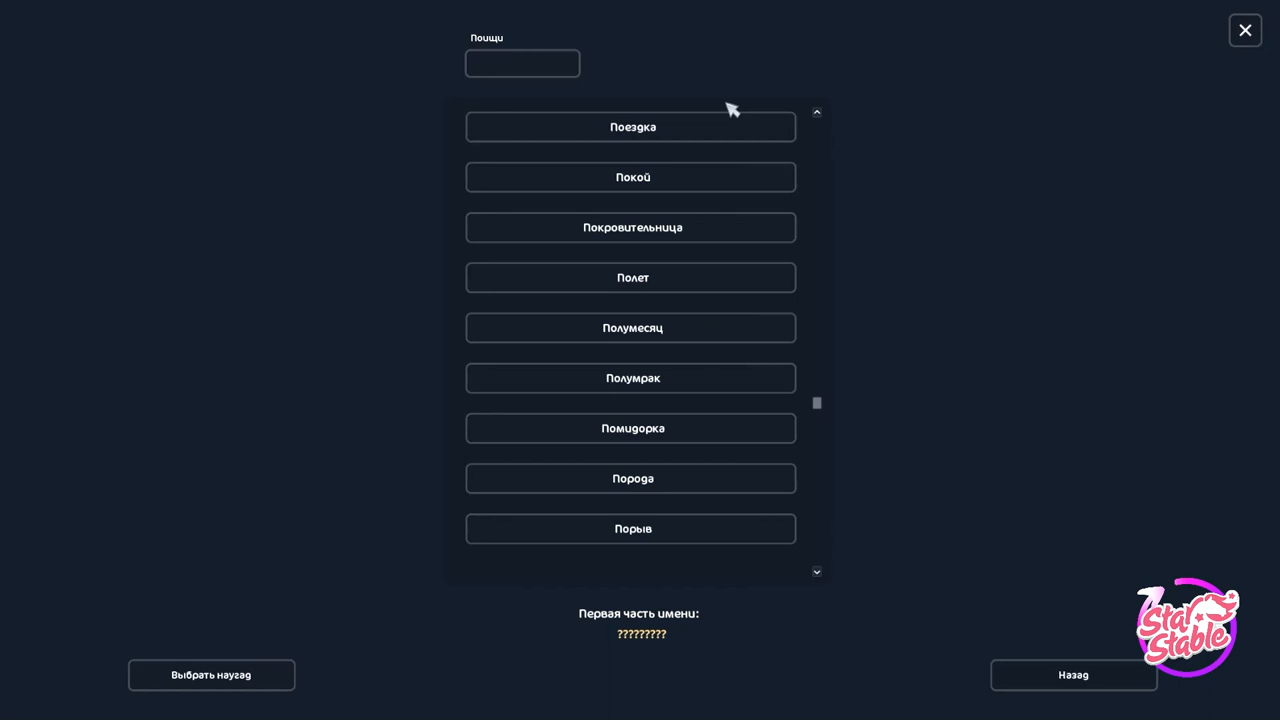 Поищи
Поездка
Покой
Покровительница
Полет
Полумесяц
Полумрак
Помидорка
Порода
Порыв
Первая часть имени:
?????????
Выбрать наугад
Назад
Star
Stable